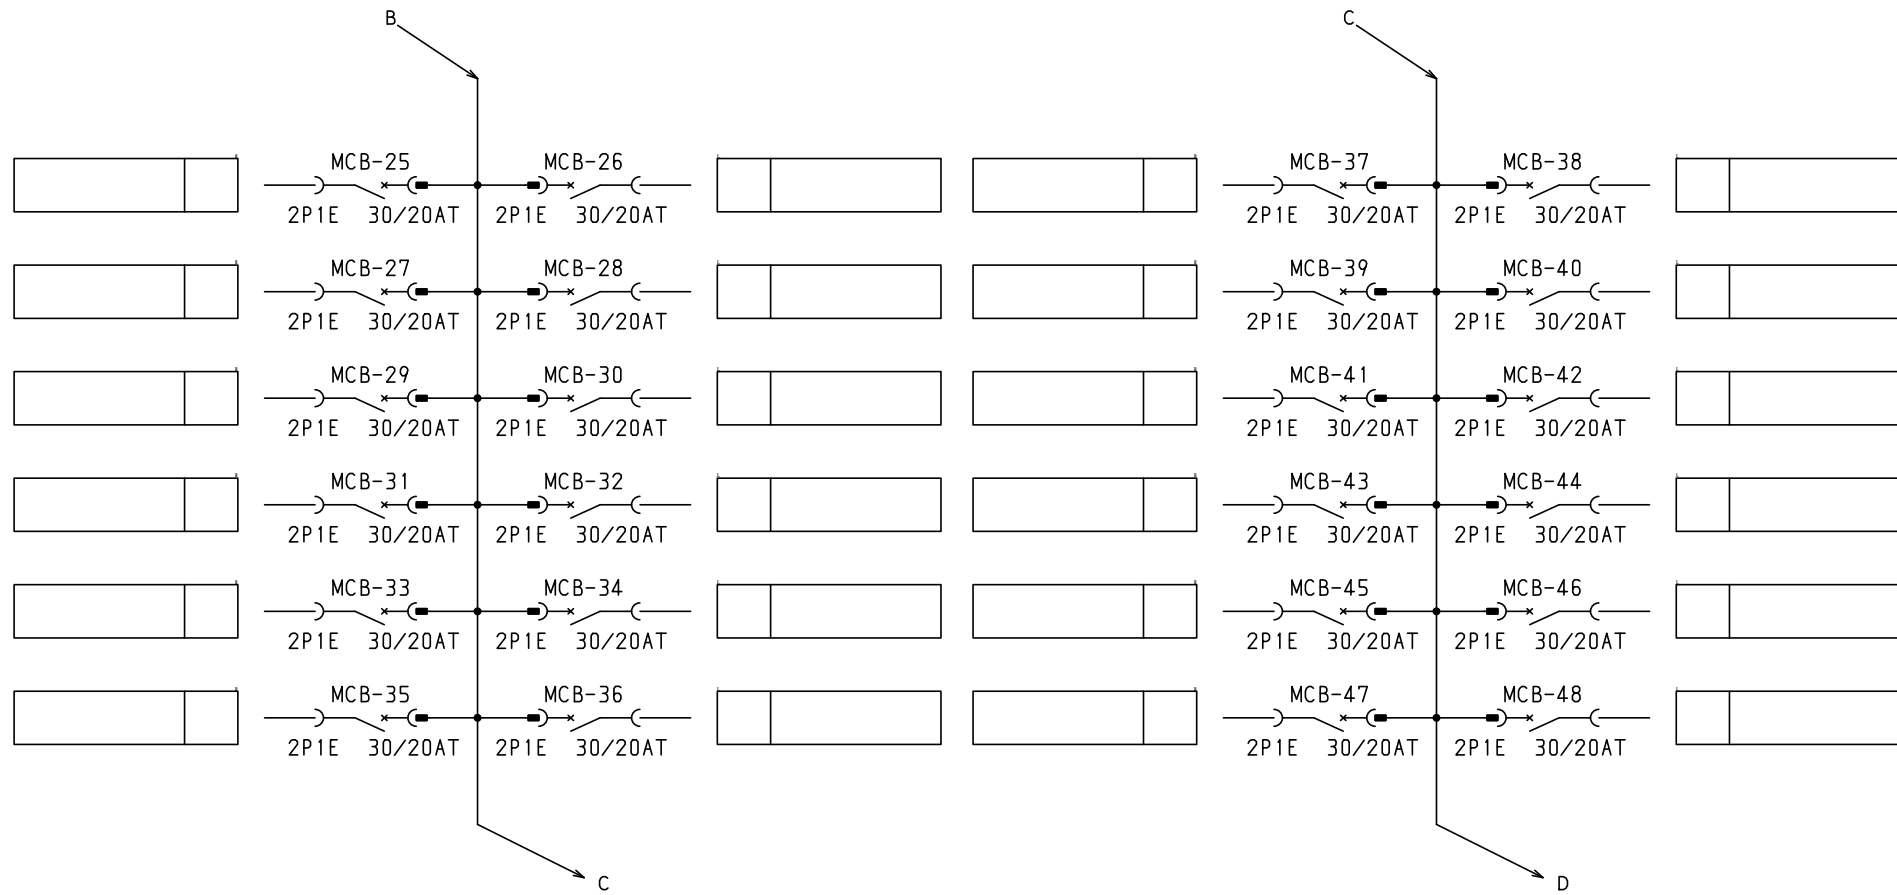 B
C
MCB-25 MCB-26 MCB-37 MCB-38
2P1E 30/20AT 2P1E 30/20AT 2P1E 30/20AT 2P1E 30/20AT
MCB-27 MCB-28 MCB-39 MCB-40
2P1E 30/20AT 2P1E 30/20AT 2P1E 30/20AT 2P1E 30/20AT
MCB-29 MCB-30 MCB-41 MCB-42
2P1E 30/20AT 2P1E 30/20AT 2P1E 30/20AT 2P1E 30/20AT
MCB-31 MCB-32 MCB-43 MCB-44
2P1E 30/20AT 2P1E 30/20AT 2P1E 30/20AT 2P1E 30/20AT
MCB-33 MCB-34 MCB-45 MCB-46
2P1E 30/20AT 2P1E 30/20AT 2P1E 30/20AT 2P1E 30/20AT
MCB-35 MCB-36 MCB-47 MCB-48
2P1E 30/20AT 2P1E 30/20AT 2P1E 30/20AT 2P1E 30/20AT
C
D